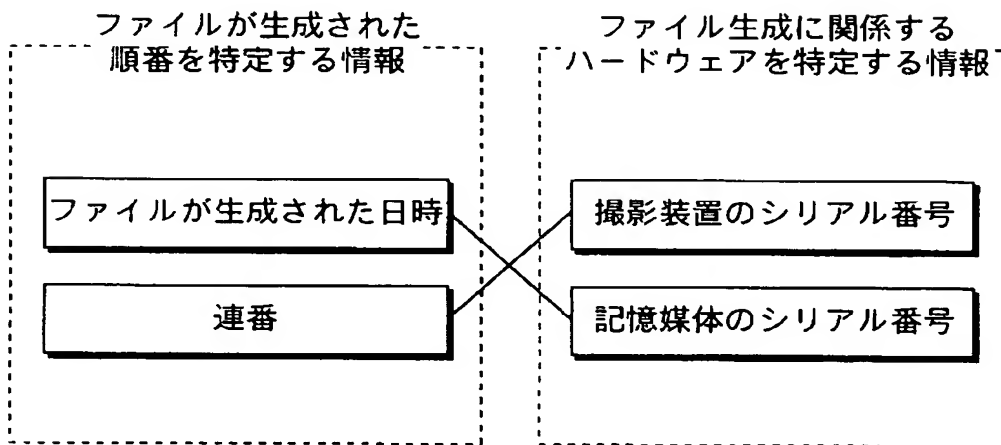 ファイルが生成された
順番を特定する情報
ファイルが生成された日時
連番
ファイル生成に関係する
ハードウェアを特定する情報
撮影装置のシリアル番号
記憶媒体のシリアル番号